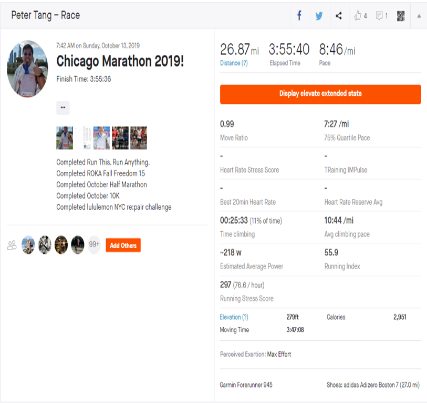 Peter Tang – Race
4
1
7:42 AM on Sunday, October 13, 2019
Chicago Marathon 2019!
Finish Time: 3:55:36
Completed Run This. Run Anything.
Completed ROKA Fall Freedom 15
Completed October Half Marathon
Completed October 10K
Completed lululemon NYC re:pair challenge
99+
Add Others
26.87 mi
Distance (?)
3:55:40
Elapsed Time
8:46 /mi
Pace
Display elevate extended stats
0.99
Move Ratio
7:27 /mi
75% Quartile Pace
-
Heart Rate Stress Score
-
TRaining IMPulse
-
Best 20min Heart Rate
-
Heart Rate Reserve Avg
00:25:33 (11% of time)
Time climbing
10:44 /mi
Avg climbing pace
~218 w
Estimated Average Power
55.9
Running Index
297 (76.6 / hour)
Running Stress Score
Elevation (?) 279ft Calories 2,951
Moving Time 3:47:08
Perceived Exertion: Max Effort
Garmin Forerunner 945
Shoes: adidas Adizero Boston 7 (27.0 mi)